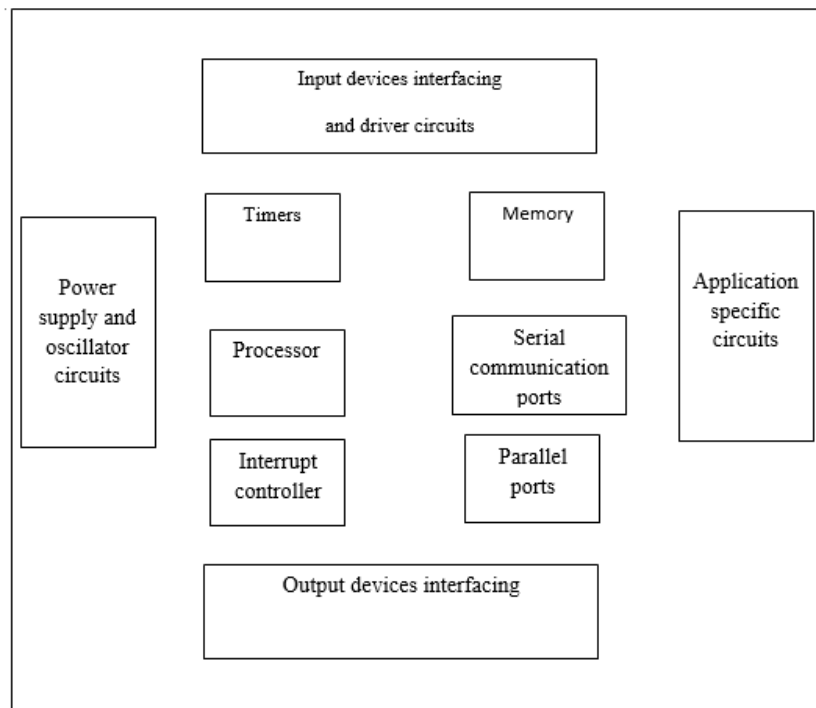 Input devices interfacing
and driver circuits
Timers
Memory
Power
supply and
oscillator
circuits
Application
specific
circuits
Processor
Serial
communication
ports
Interrupt
controller
Parallel
ports
Output devices interfacing